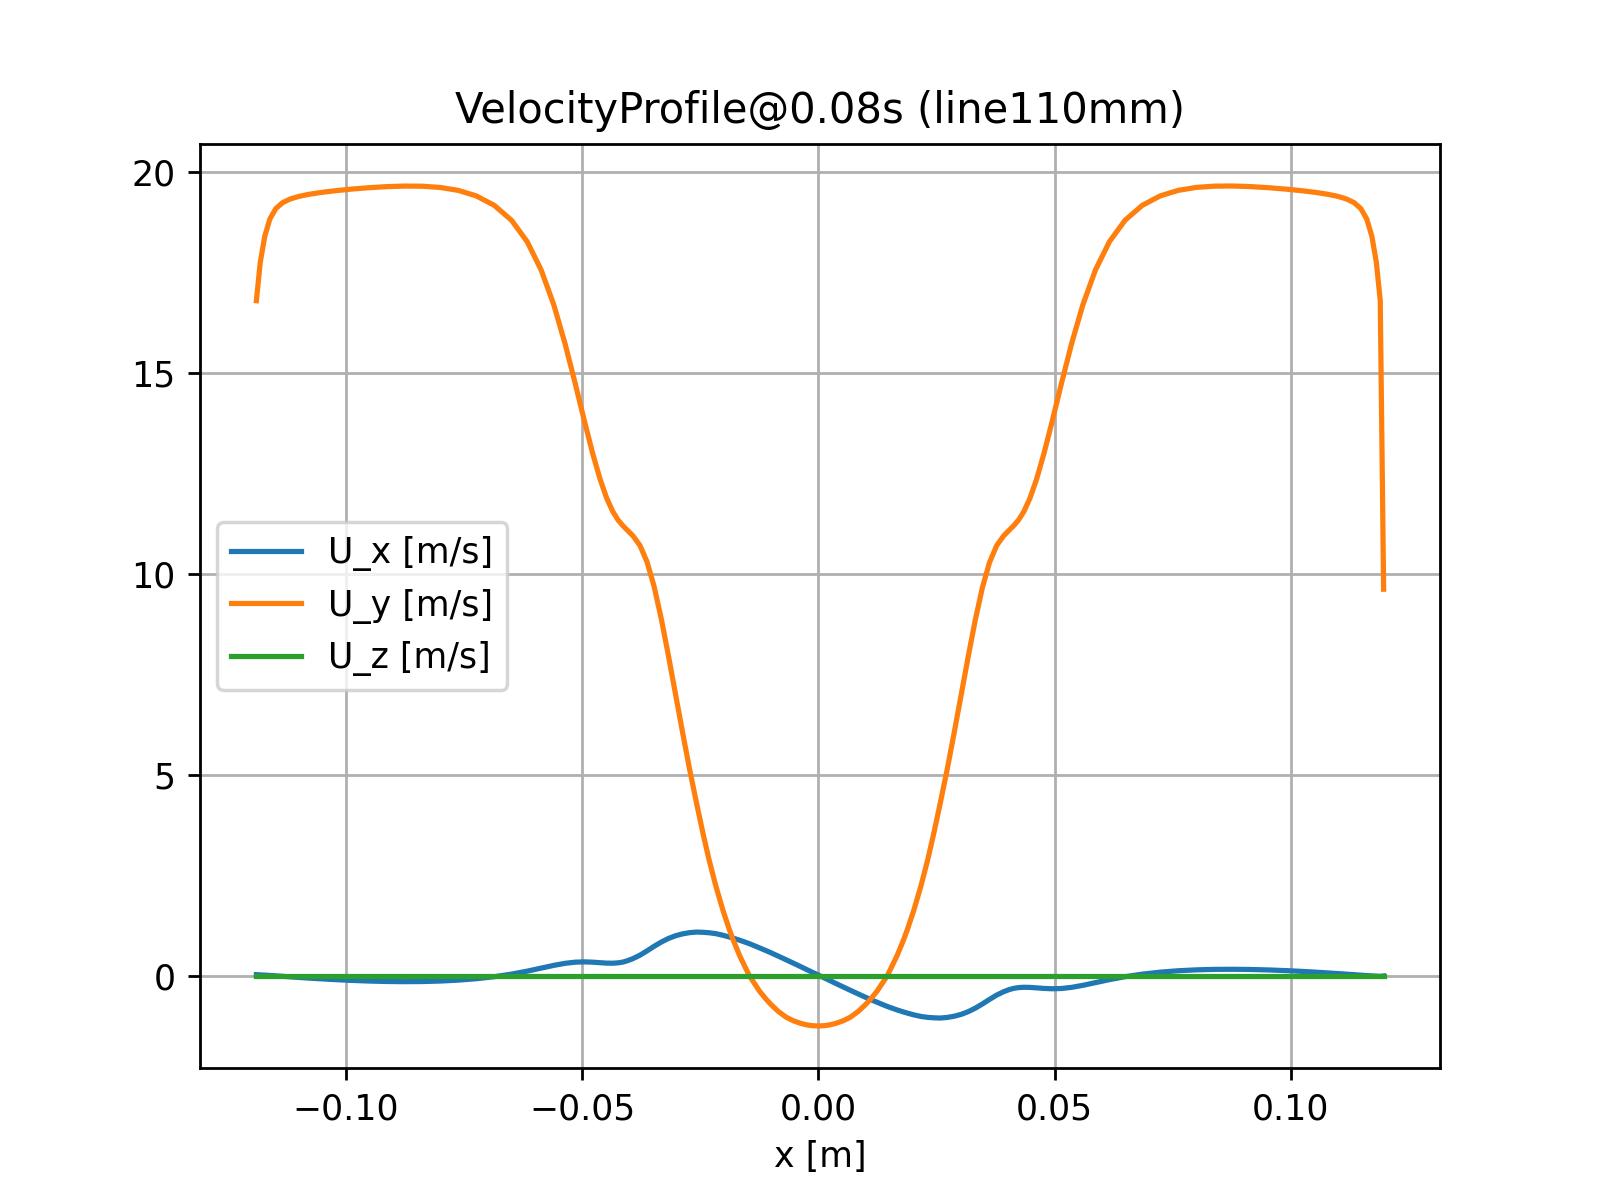 VelocityProfile@0.08s (line110mm)
20
15
10
5
0
U_x [m/s]
U_y [m/s]
U_z [m/s]
−0.10
−0.05
0.00
0.05
0.10
x [m]